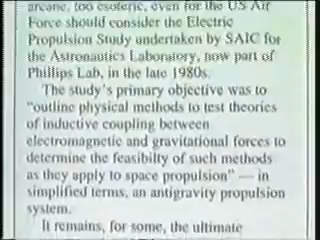 arcane, too esoteric, even for the US Air
Force should consider the Electric
Propulsion Study undertaken by SAIC for
the Astronautics Laboratory, now part of
Phillips Lab, in the late 1980s.
The study's primary objective was to
"outline physical methods to test theories
of inductive coupling between
electromagnetic and gravitational forces to
determine the feasibilty of such methods
as they apply to space propulsion" — in
simplified terms, an antigravity propulsion
system.
It remains, for some, the ultimate